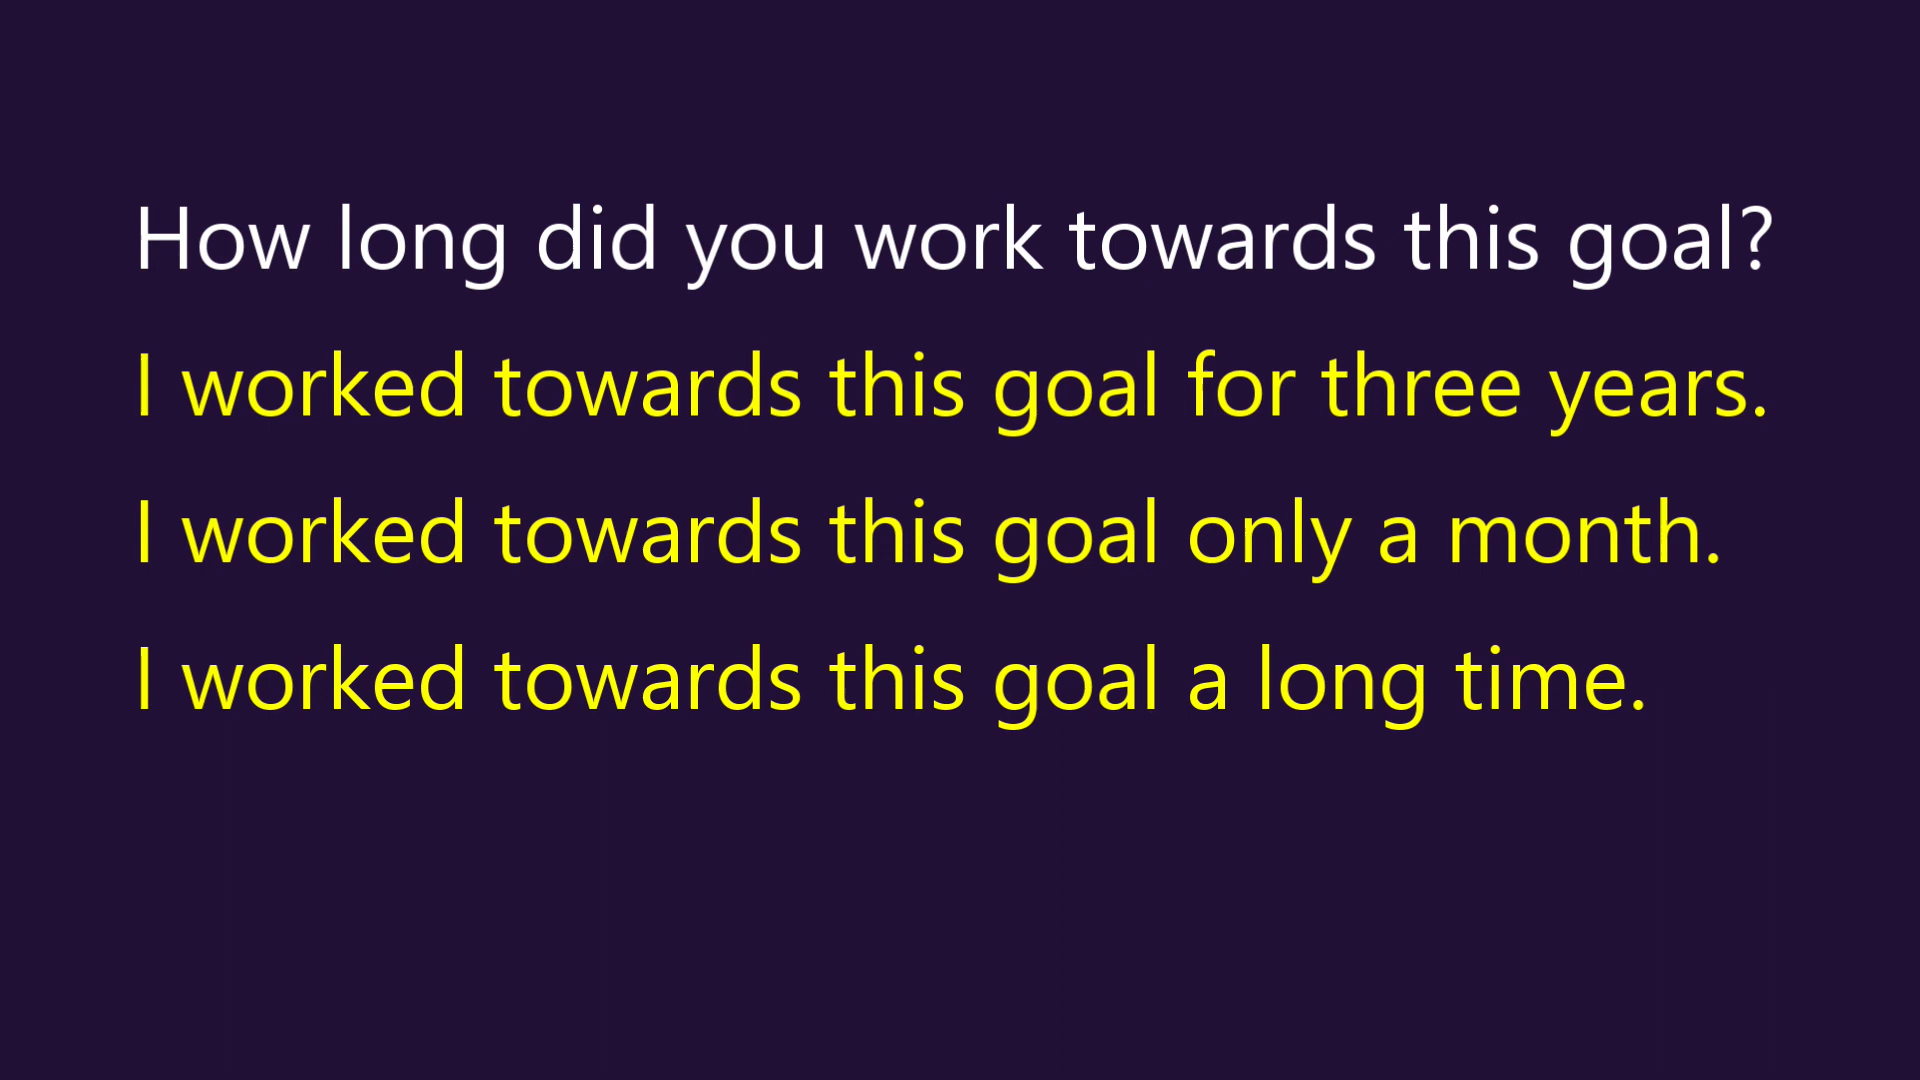 How long did you work towards this goal?
I worked towards this goal for three years.
I worked towards this goal only a month.
I worked towards this goal a long time.